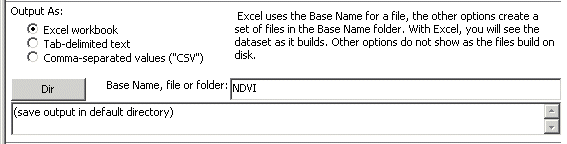 Output As:
Excel workbook
Tab-delimited text
Comma-separated values ("CSV")
Excel uses the Base Name for a file, the other options create a
set of files in the Base Name folder. With Excel, you will see the
dataset as it builds. Other options do not show as the files build on
disk.
Dir
Base Name, file or folder:
NDVI
(save output in default directory)